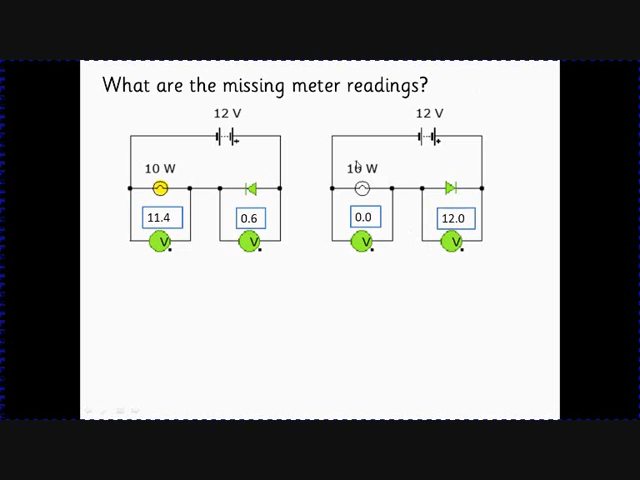 What are the missing meter readings?
12 V 12 V
10 W 10 W
11.4 0.6 0.0 12.0
V V V V